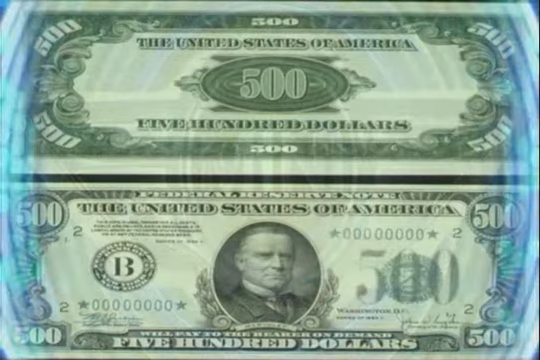 500 500 500
THE UNITED STATES OF AMERICA
500
FIVE HUNDRED DOLLARS
500 500 500
FEDERAL RESERVE NOTE
500 THE UNITED STATES OF AMERICA 500
2 *00000000* 2
B 500
2 *00000000* WASHINGTON, D.C. 2
WILL PAY TO THE BEARER ON DEMAND
500 FIVE HUNDRED DOLLARS 500